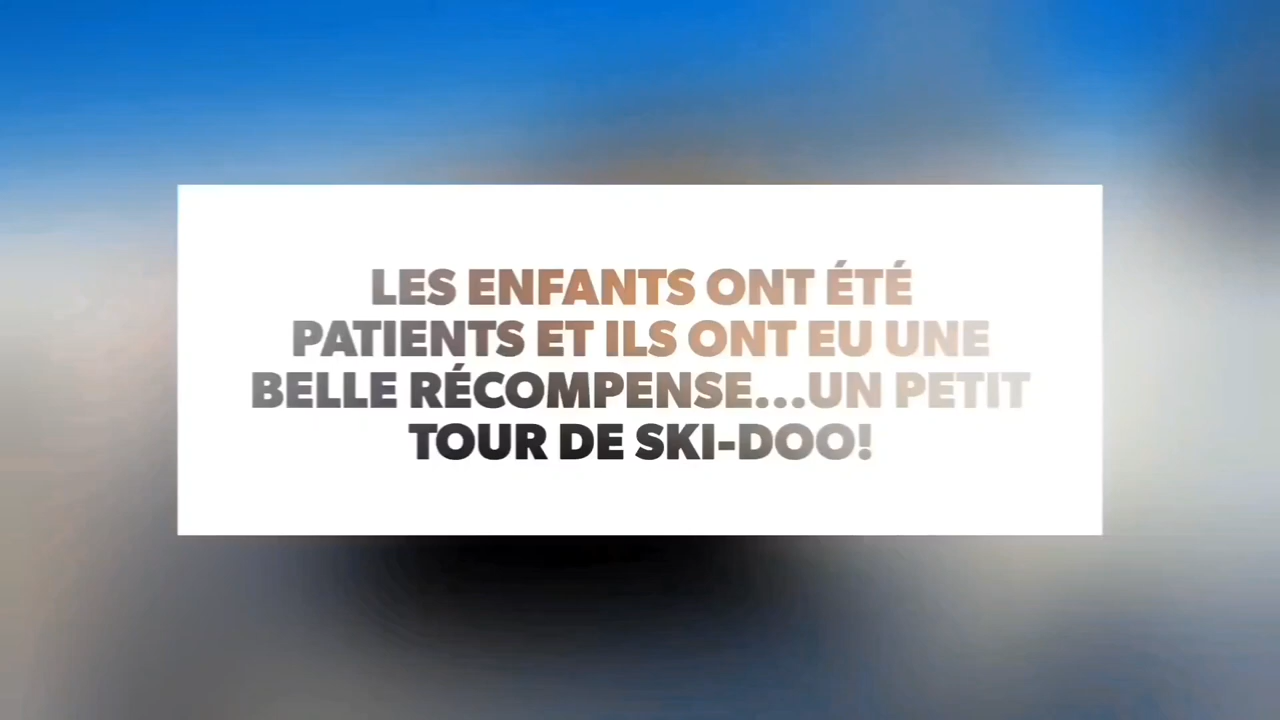 LES ENFANTS ONT ÉTÉ
PATIENTS ET ILS ONT EU UNE
BELLE RÉCOMPENSE...UN PETIT
TOUR DE SKI-DOO!